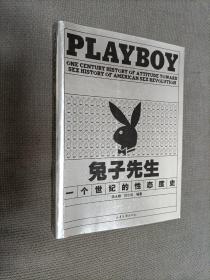 PLAYBOY
ONE CENTURY HISTORY OF ATTITUDE TOWARD
SEX HISTORY OF AMERICAN SEX REVOLUTION
兔子先生
一个世纪的性态度史